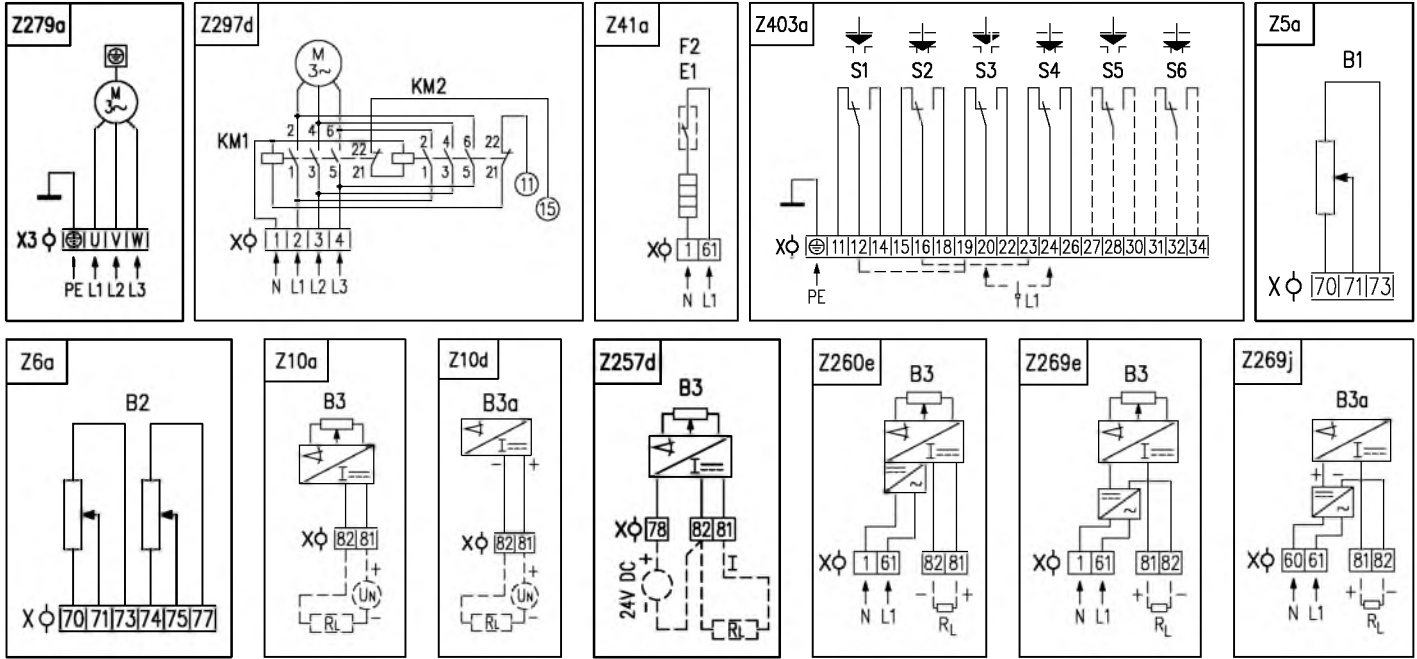 Z279a
M
3~
X3 U V W
PE L1 L2 L3
Z297d
M
3~
KM2
2 4 6
KM1
22
2 4 6 22
1 3 5 21
1 3 5 21
11
15
X 1 2 3 4
N L1 L2 L3
Z41a
F2
E1
X 1 61
N L1
Z403a
S1 S2 S3 S4 S5 S6
X 11 12 14 15 16 18 19 20 22 23 24 26 27 28 30 31 32 34
PE
L1
Z5a
B1
X 70 71 73
Z6a
B2
X 70 71 73 74 75 77
Z10a
B3
I
X 82 81
+
UN
-
RL
Z10d
B3a
I
- +
X 82 81
+
UN
-
RL
Z257d
B3
I
X 78 82 81
+
I
24V DC
-
RL
Z260e
B3
I
~
X 1 61 82 81
N L1
- +
RL
Z269e
B3
I
~
X 1 61 81 82
N L1
+ -
RL
Z269j
B3a
I
+ -
~
X 60 61 81 82
N L1
+ -
RL